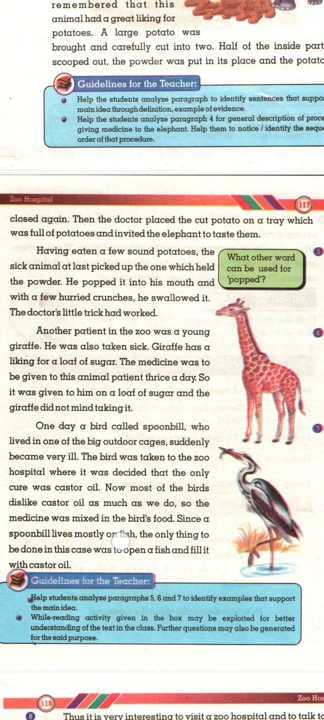 remembered that this
animal had a great liking for
potatoes. A large potato was
brought and carefully cut into two. Half of the inside part
scooped out, the powder was put in its place and the potato
Guidelines for the Teacher:
Help the students analyze paragraph to identify sentences that suppo
main idea through definition, example of evidence.
Help the students analyze paragraph 4 for general description of proce
giving medicine to the elephant. Help them to notice / identify the sequ
order of that procedure.
Zoo Hospital
117
closed again. Then the doctor placed the cut potato on a tray which
was full of potatoes and invited the elephant to taste them.
Having eaten a few sound potatoes, the
sick animal at last picked up the one which held
the powder. He popped it into his mouth and
with a few hurried crunches, he swallowed it.
The doctor's little trick had worked.
What other word
can be used for
'popped'?
5
Another patient in the zoo was a young
giraffe. He was also taken sick. Giraffe has a
liking for a loaf of sugar. The medicine was to
be given to this animal patient thrice a day. So
it was given to him on a loaf of sugar and the
giraffe did not mind taking it.
6
One day a bird called spoonbill, who
lived in one of the big outdoor cages, suddenly
became very ill. The bird was taken to the zoo
hospital where it was decided that the only
cure was castor oil. Now most of the birds
dislike castor oil as much as we do, so the
medicine was mixed in the bird's food. Since a
spoonbill lives mostly on fish, the only thing to
be done in this case was to open a fish and fill it
with castor oil.
7
Guidelines for the Teacher:
Help students analyze paragraphs 5, 6 and 7 to identify examples that support
the main idea.
While-reading activity given in the box may be exploited for better
understanding of the text in the class. Further questions may also be generated
for the said purpose.
118
Zoo Hos
8
Thus it is very interesting to visit a zoo hospital and to talk to